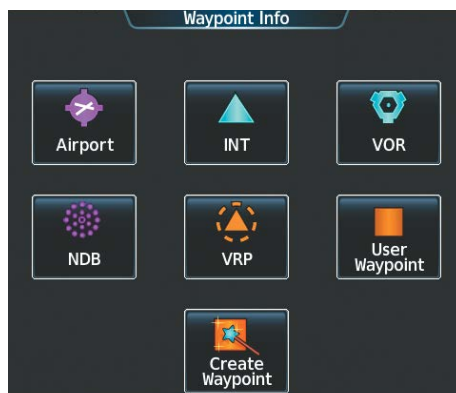 Waypoint Info
Airport
INT
VOR
NDB
VRP
User
Waypoint
Create
Waypoint